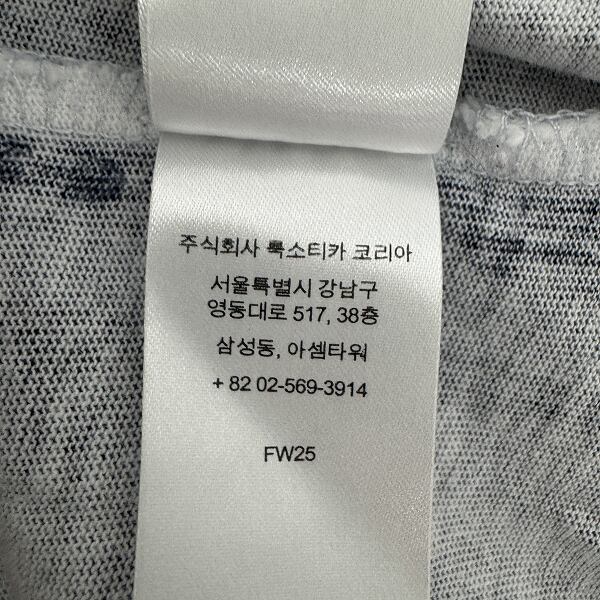 주식회사 룩소티카 코리아
서울특별시 강남구
영동대로 517, 38층
삼성동, 아셈타워
+ 82 02-569-3914
FW25